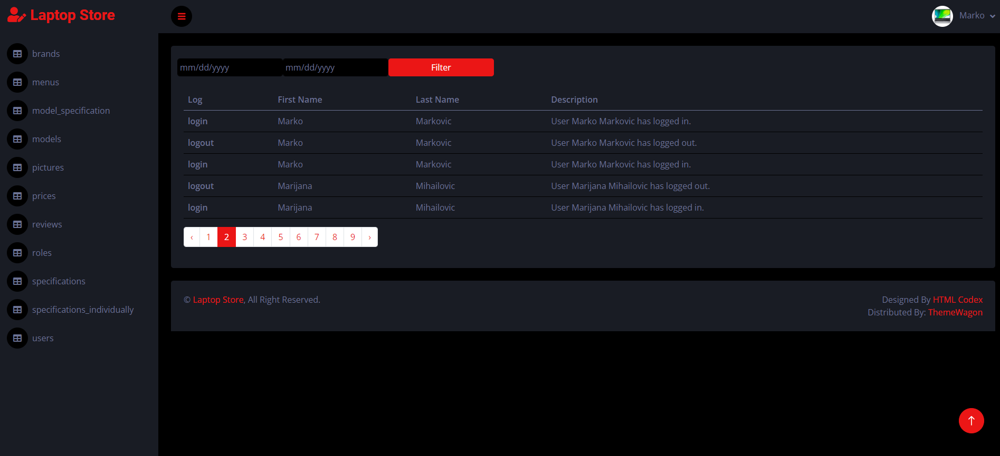 Laptop Store
Marko
brands
menus
model_specification
models
pictures
prices
reviews
roles
specifications
specifications_individually
users
mm/dd/yyyy mm/dd/yyyy Filter
Log First Name Last Name Description
login Marko Markovic User Marko Markovic has logged in.
logout Marko Markovic User Marko Markovic has logged out.
login Marko Markovic User Marko Markovic has logged in.
logout Marijana Mihailovic User Marijana Mihailovic has logged out.
login Marijana Mihailovic User Marijana Mihailovic has logged in.
‹ 1 2 3 4 5 6 7 8 9 ›
© Laptop Store, All Right Reserved.
Designed By HTML Codex
Distributed By: ThemeWagon